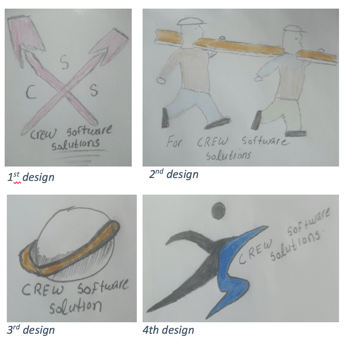 S
C S
CREW Software
Solutions
1st design
For CREW Software
Solutions
2nd design
CREW Software
Solution
3rd design
CREW Software
Solutions
4th design